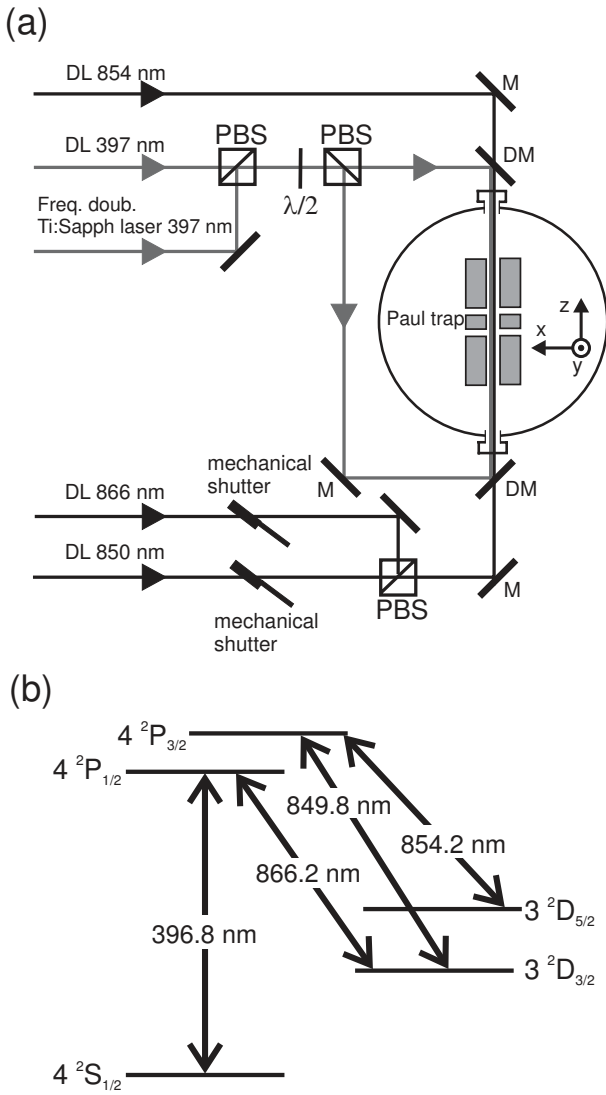 (a)
DL 854 nm
M
PBS
PBS
DL 397 nm
DM
λ/2
Freq. doub.
Ti:Sapph laser 397 nm
Paul trap
z
x
y
mechanical
shutter
M
DM
DL 866 nm
DL 850 nm
M
PBS
mechanical
shutter
(b)
4 ²P₃/₂
4 ²P₁/₂
849.8 nm
854.2 nm
866.2 nm
3 ²D₅/₂
396.8 nm
3 ²D₃/₂
4 ²S₁/₂